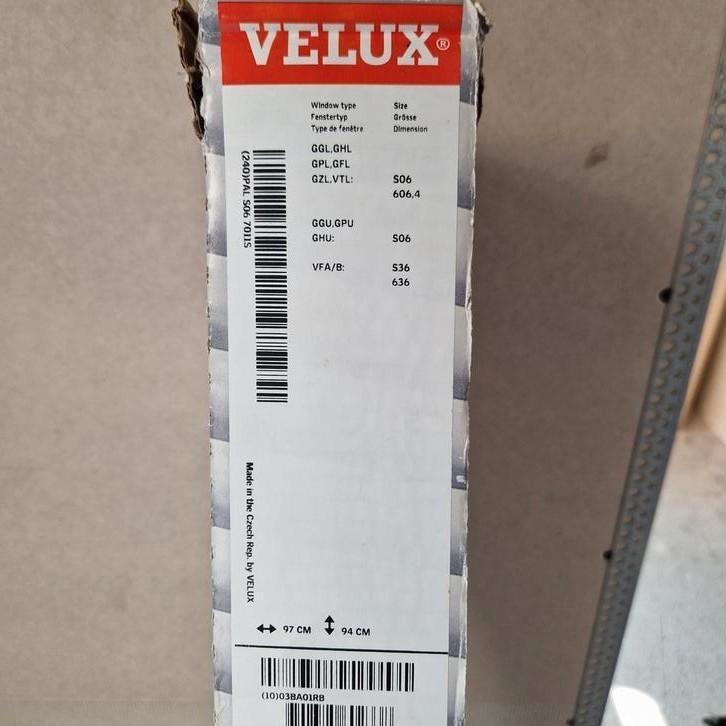 VELUX®
Window type Size
Fenstertyp Grösse
Type de fenêtre Dimension
GGL,GHL
GPL,GFL
GZL,VTL: S06
606,4
GGU,GPU
GHU: S06
VFA/B: S36
636
(240)PAL S06 7011S
Made in the Czech Rep. by VELUX
97 CM 94 CM
(10)03BA01RB